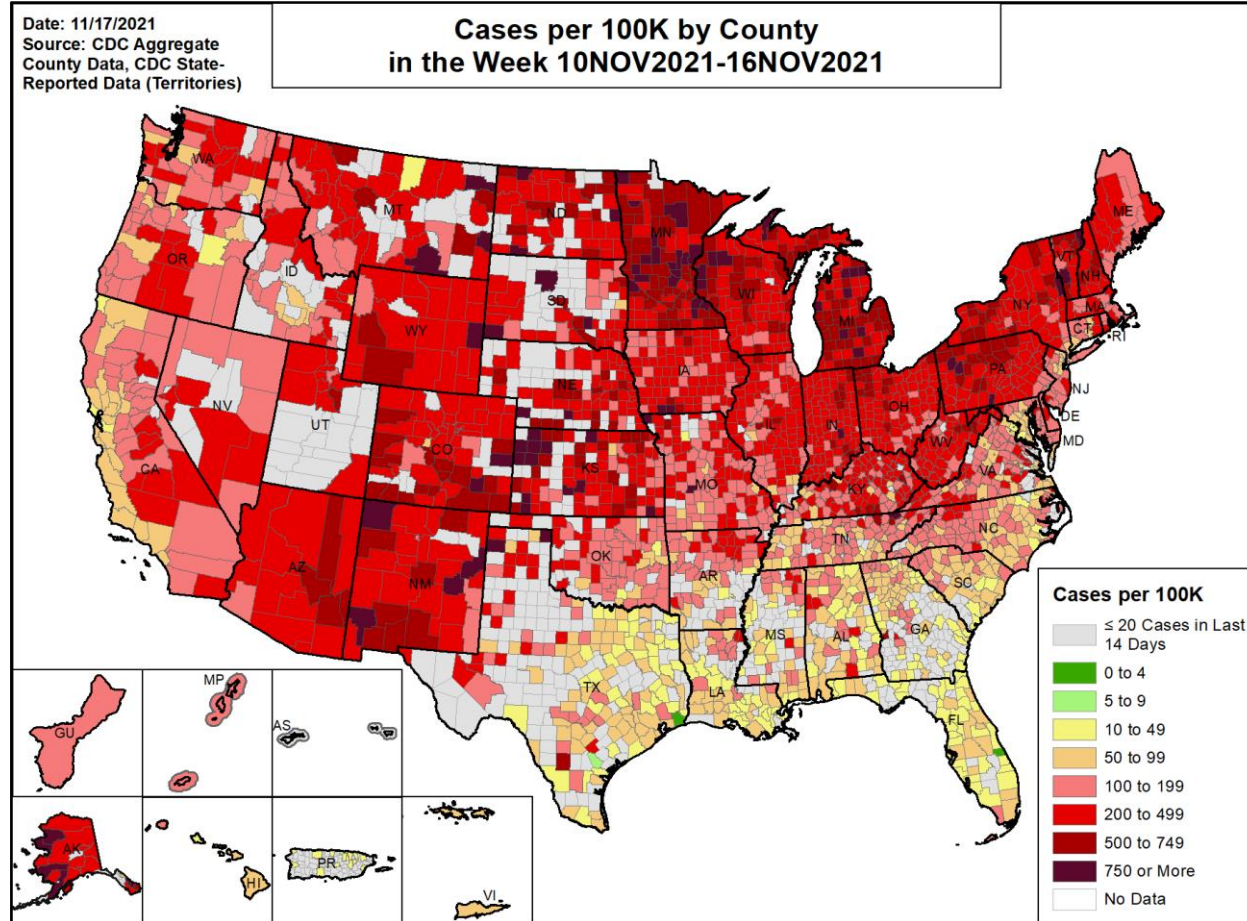 Date: 11/17/2021
Source: CDC Aggregate
County Data, CDC State-
Reported Data (Territories)
Cases per 100K by County
in the Week 10NOV2021-16NOV2021
WA
MT
ND
MN
ME
OR
ID
SD
WI
VT
NH
WY
MI
NY
MA
CT
RI
IA
NE
PA
NV
UT
IL
IN
OH
NJ
DE
MD
CA
CO
KS
MO
WV
VA
KY
AZ
NM
OK
AR
TN
NC
SC
MS
AL
GA
TX
LA
FL
GU
MP
AS
AK
HI
PR
VI
Cases per 100K
≤ 20 Cases in Last
14 Days
0 to 4
5 to 9
10 to 49
50 to 99
100 to 199
200 to 499
500 to 749
750 or More
No Data